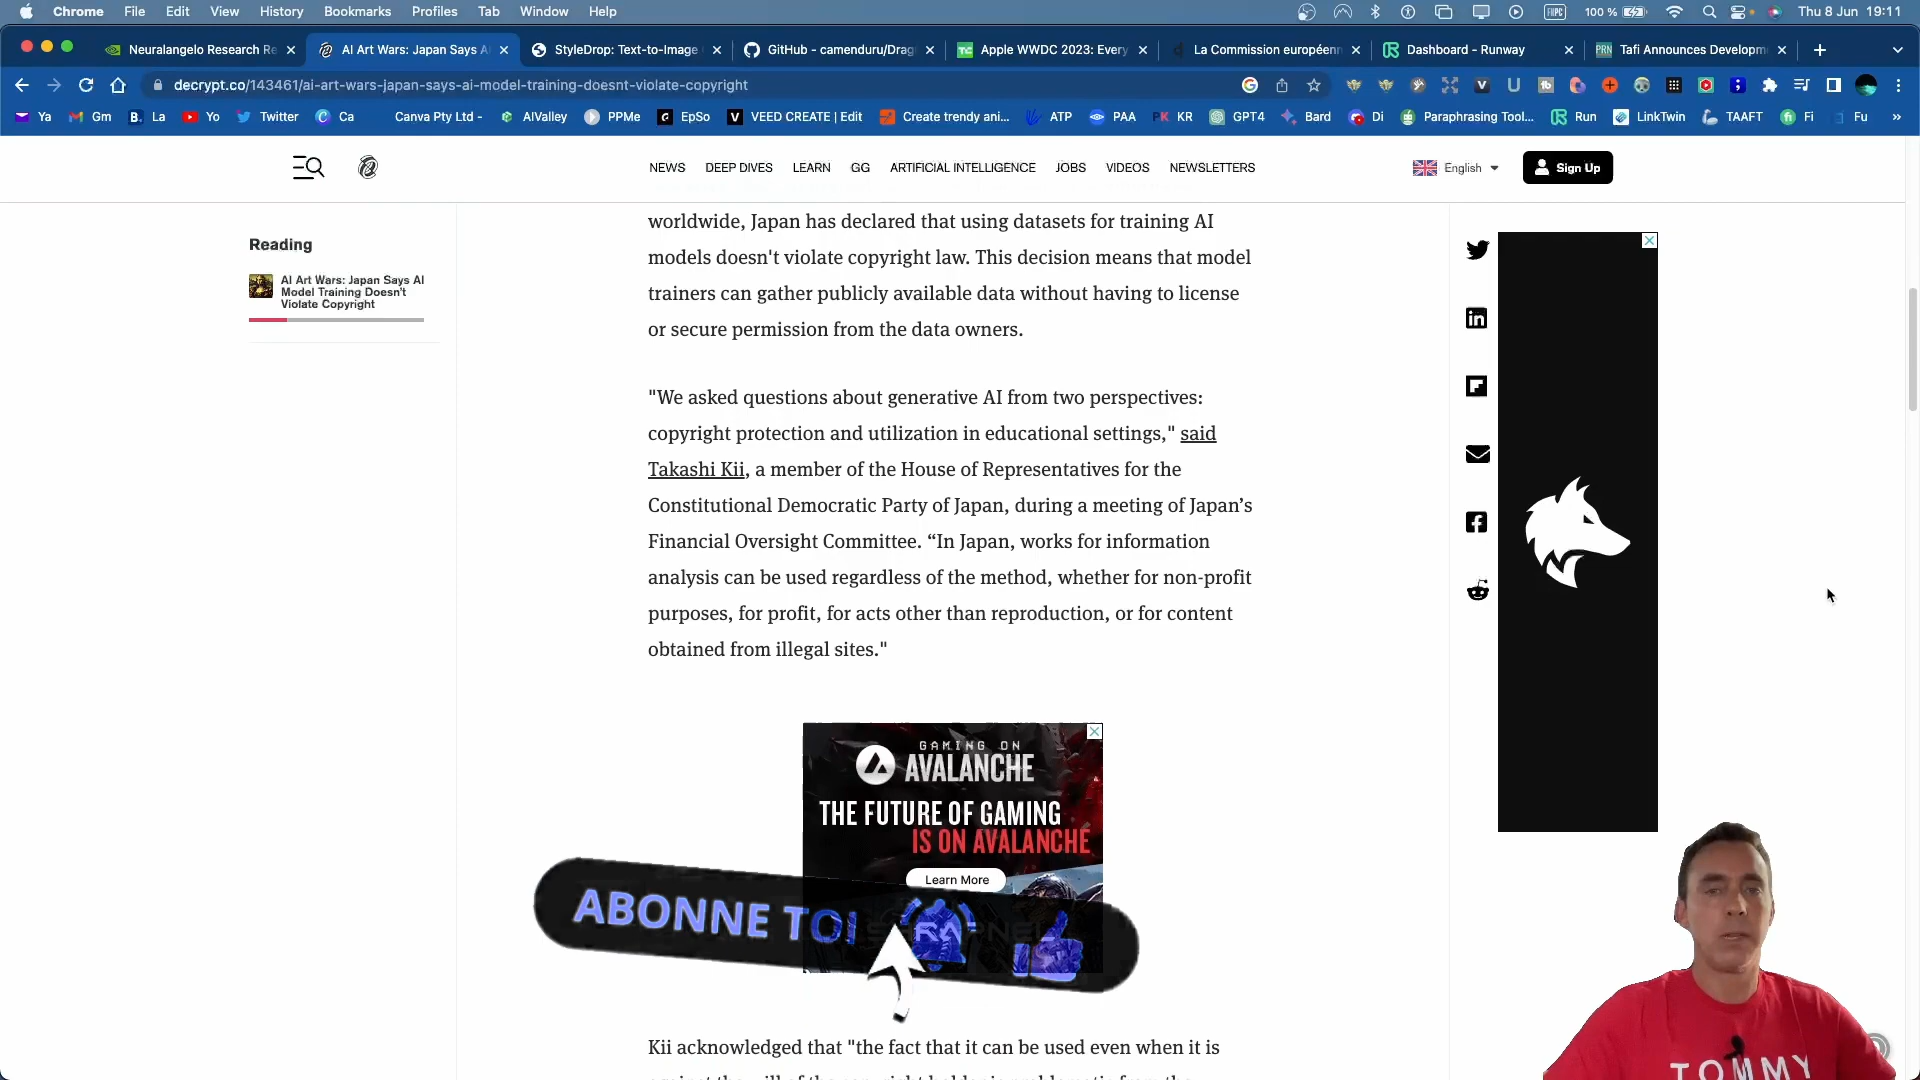 Chrome File Edit View History Bookmarks Profiles Tab Window Help 100 % Thu 8 Jun 19:11
Neuralangelo Research Re
AI Art Wars: Japan Says A
StyleDrop: Text-to-Image
GitHub - camenduru/Drag
Apple WWDC 2023: Every
La Commission européenn
Dashboard - Runway
Tafi Announces Developm
decrypt.co/143461/ai-art-wars-japan-says-ai-model-training-doesnt-violate-copyright
Ya Gm La Yo Twitter Ca Canva Pty Ltd - AIValley PPMe EpSo VEED CREATE | Edit Create trendy ani... ATP PAA KR GPT4 Bard Di Paraphrasing Tool... Run LinkTwin TAAFT Fi Fu »
NEWS DEEP DIVES LEARN GG ARTIFICIAL INTELLIGENCE JOBS VIDEOS NEWSLETTERS English Sign Up
Reading
AI Art Wars: Japan Says AI
Model Training Doesn't
Violate Copyright
worldwide, Japan has declared that using datasets for training AI
models doesn't violate copyright law. This decision means that model
trainers can gather publicly available data without having to license
or secure permission from the data owners.
"We asked questions about generative AI from two perspectives:
copyright protection and utilization in educational settings," said
Takashi Kii, a member of the House of Representatives for the
Constitutional Democratic Party of Japan, during a meeting of Japan’s
Financial Oversight Committee. “In Japan, works for information
analysis can be used regardless of the method, whether for non-profit
purposes, for profit, for acts other than reproduction, or for content
obtained from illegal sites."
GAMING ON
AVALANCHE
THE FUTURE OF GAMING
IS ON AVALANCHE
Learn More
ABONNE TOI
Kii acknowledged that "the fact that it can be used even when it is
TOMMY